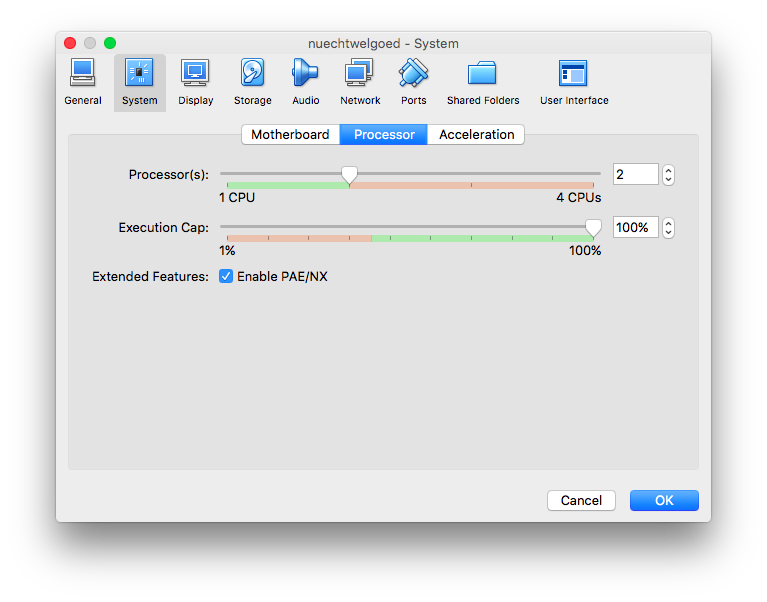 nuechtwelgoed - System
General System Display Storage Audio Network Ports Shared Folders User Interface
Motherboard Processor Acceleration
Processor(s): 2
1 CPU 4 CPUs
Execution Cap: 100%
1% 100%
Extended Features: Enable PAE/NX
Cancel OK